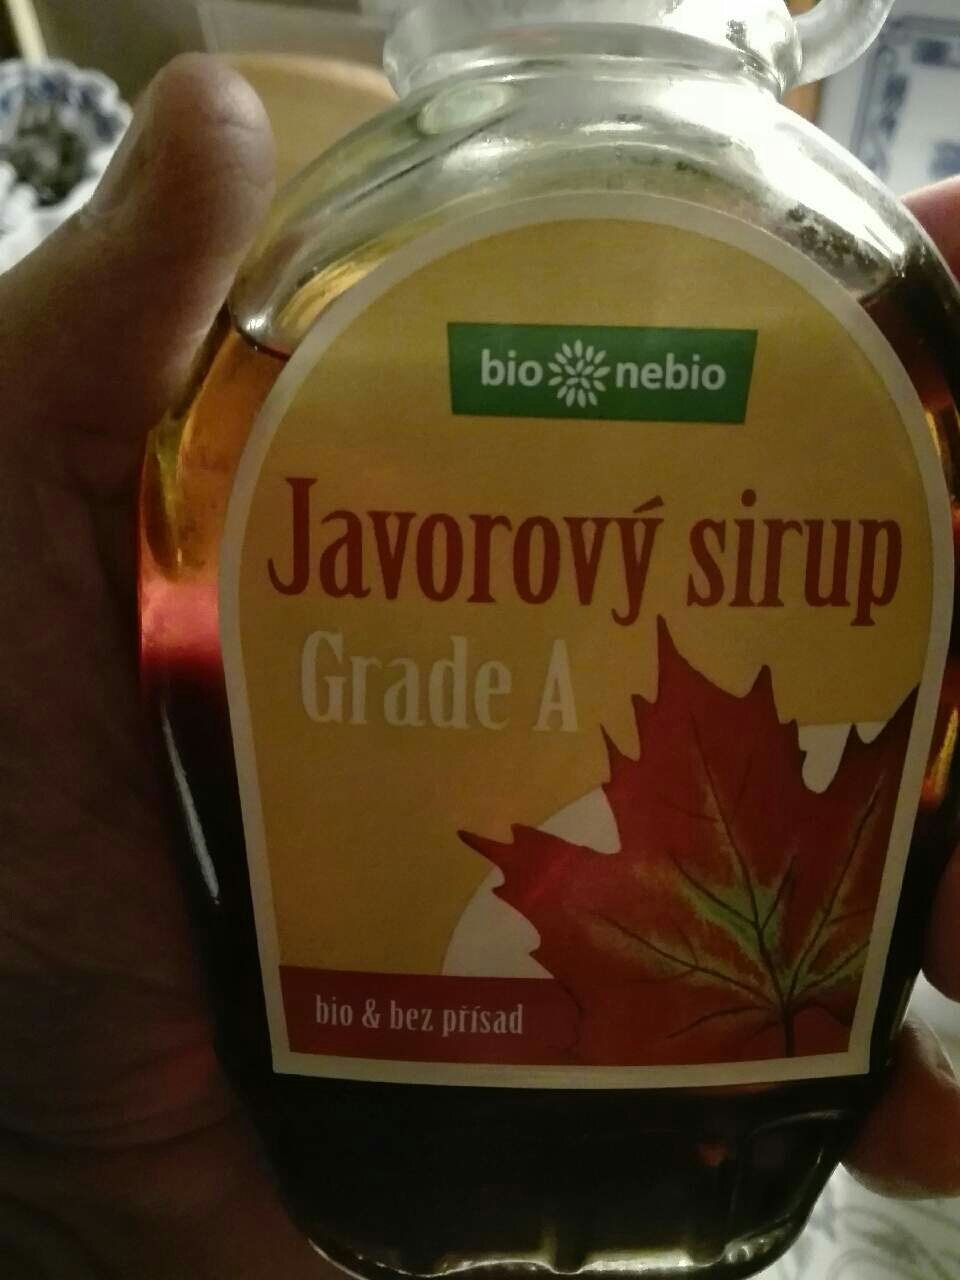 bio nebio
Javorový sirup
Grade A
bio & bez přísad